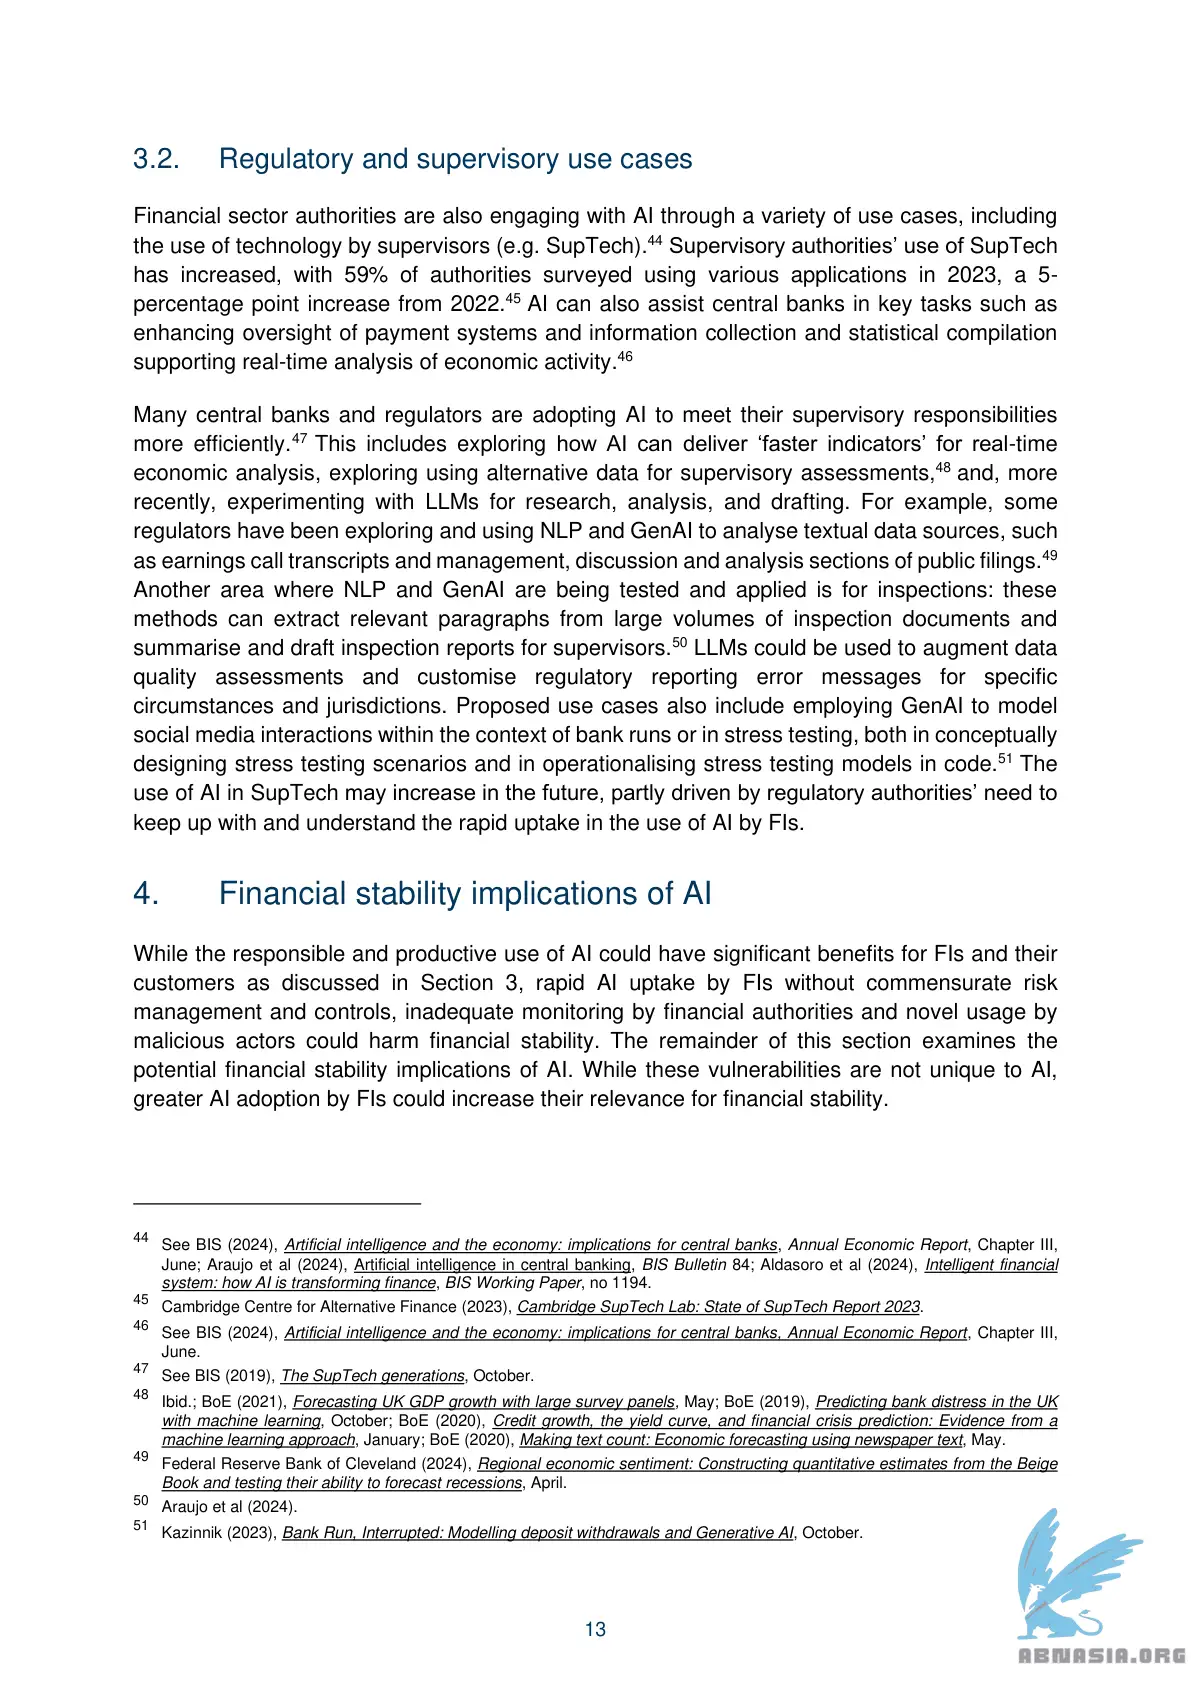 3.2. Regulatory and supervisory use cases
Financial sector authorities are also engaging with AI through a variety of use cases, including
the use of technology by supervisors (e.g. SupTech).44 Supervisory authorities’ use of SupTech
has increased, with 59% of authorities surveyed using various applications in 2023, a 5-
percentage point increase from 2022.45 AI can also assist central banks in key tasks such as
enhancing oversight of payment systems and information collection and statistical compilation
supporting real-time analysis of economic activity.46
Many central banks and regulators are adopting AI to meet their supervisory responsibilities
more efficiently.47 This includes exploring how AI can deliver ‘faster indicators’ for real-time
economic analysis, exploring using alternative data for supervisory assessments,48 and, more
recently, experimenting with LLMs for research, analysis, and drafting. For example, some
regulators have been exploring and using NLP and GenAI to analyse textual data sources, such
as earnings call transcripts and management, discussion and analysis sections of public filings.49
Another area where NLP and GenAI are being tested and applied is for inspections: these
methods can extract relevant paragraphs from large volumes of inspection documents and
summarise and draft inspection reports for supervisors.50 LLMs could be used to augment data
quality assessments and customise regulatory reporting error messages for specific
circumstances and jurisdictions. Proposed use cases also include employing GenAI to model
social media interactions within the context of bank runs or in stress testing, both in conceptually
designing stress testing scenarios and in operationalising stress testing models in code.51 The
use of AI in SupTech may increase in the future, partly driven by regulatory authorities’ need to
keep up with and understand the rapid uptake in the use of AI by FIs.
4. Financial stability implications of AI
While the responsible and productive use of AI could have significant benefits for FIs and their
customers as discussed in Section 3, rapid AI uptake by FIs without commensurate risk
management and controls, inadequate monitoring by financial authorities and novel usage by
malicious actors could harm financial stability. The remainder of this section examines the
potential financial stability implications of AI. While these vulnerabilities are not unique to AI,
greater AI adoption by FIs could increase their relevance for financial stability.
44 See BIS (2024), Artificial intelligence and the economy: implications for central banks, Annual Economic Report, Chapter III,
June; Araujo et al (2024), Artificial intelligence in central banking, BIS Bulletin 84; Aldasoro et al (2024), Intelligent financial
system: how AI is transforming finance, BIS Working Paper, no 1194.
45 Cambridge Centre for Alternative Finance (2023), Cambridge SupTech Lab: State of SupTech Report 2023.
46 See BIS (2024), Artificial intelligence and the economy: implications for central banks, Annual Economic Report, Chapter III,
June.
47 See BIS (2019), The SupTech generations, October.
48 Ibid.; BoE (2021), Forecasting UK GDP growth with large survey panels, May; BoE (2019), Predicting bank distress in the UK
with machine learning, October; BoE (2020), Credit growth, the yield curve, and financial crisis prediction: Evidence from a
machine learning approach, January; BoE (2020), Making text count: Economic forecasting using newspaper text, May.
49 Federal Reserve Bank of Cleveland (2024), Regional economic sentiment: Constructing quantitative estimates from the Beige
Book and testing their ability to forecast recessions, April.
50 Araujo et al (2024).
51 Kazinnik (2023), Bank Run, Interrupted: Modelling deposit withdrawals and Generative AI, October.
13
ABNASIA.ORG